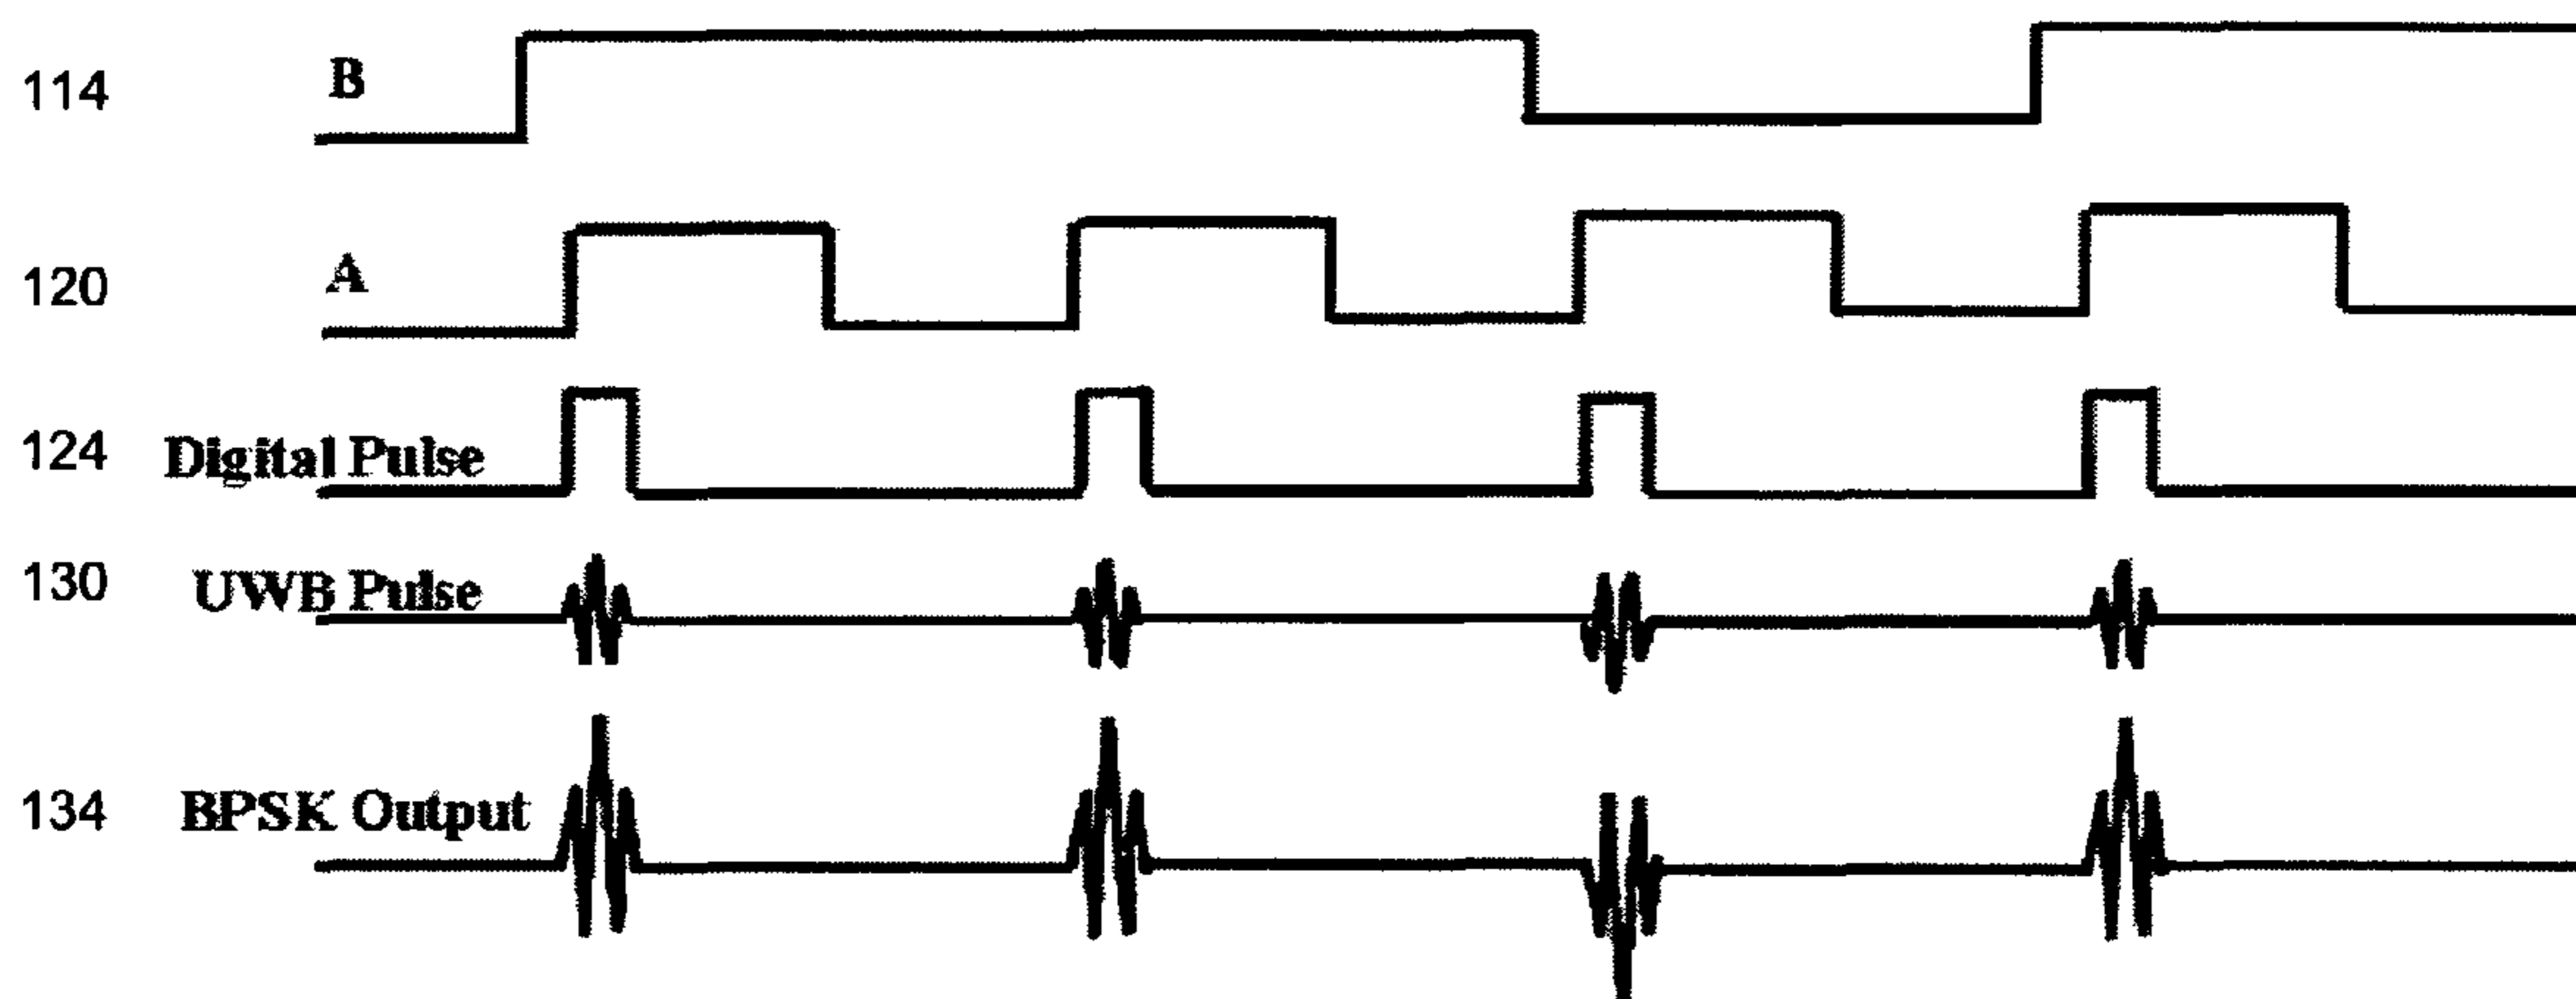 114 B
120 A
124 Digital Pulse
130 UWB Pulse
134 BPSK Output